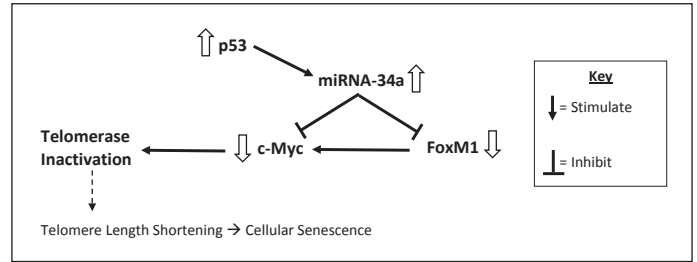 p53
miRNA-34a
Key
= Stimulate
Telomerase
Inactivation
c-Myc
FoxM1
= Inhibit
Telomere Length Shortening → Cellular Senescence